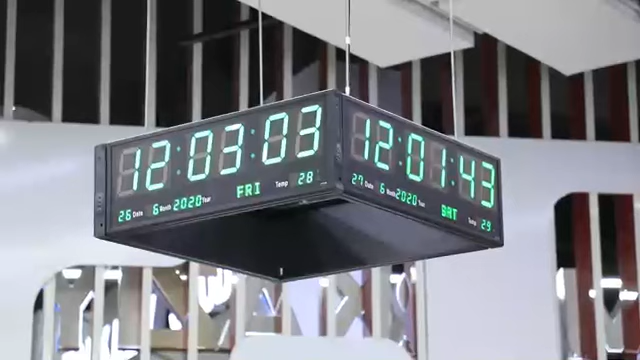 12:03:03
26 Date 6 Month 2020 Year FRI Temp 28
12:01:43
27 Date 6 Month 2020 Year SAT Temp 29